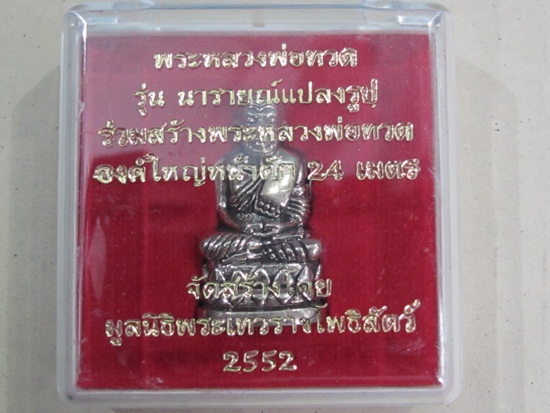 พระหลวงพ่อทวด
รุ่น นารายณ์แปลงรูป
ร่วมสร้างพระหลวงพ่อทวด
องค์ใหญ่หน้าตัก 24 เมตร
จัดสร้างโดย
มูลนิธิพระเทวราชโพธิสัตว์
2552